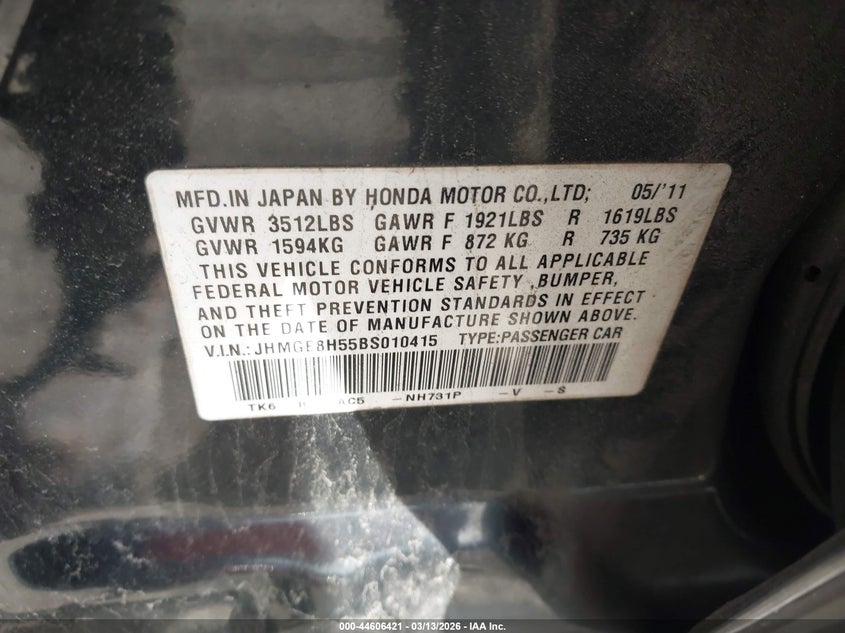 MFD.IN JAPAN BY HONDA MOTOR CO.,LTD; 05/'11
GVWR 3512LBS GAWR F 1921LBS R 1619LBS
GVWR 1594KG GAWR F 872 KG R 735 KG
THIS VEHICLE CONFORMS TO ALL APPLICABLE
FEDERAL MOTOR VEHICLE SAFETY ,BUMPER,
AND THEFT PREVENTION STANDARDS IN EFFECT
ON THE DATE OF MANUFACTURE SHOWN ABOVE.
V.I.N.: JHMGE8H55BS010415 TYPE:PASSENGER CAR
TK6 AC5 -NH731P -V -S
000-44606421 - 03/13/2026 - IAA Inc.